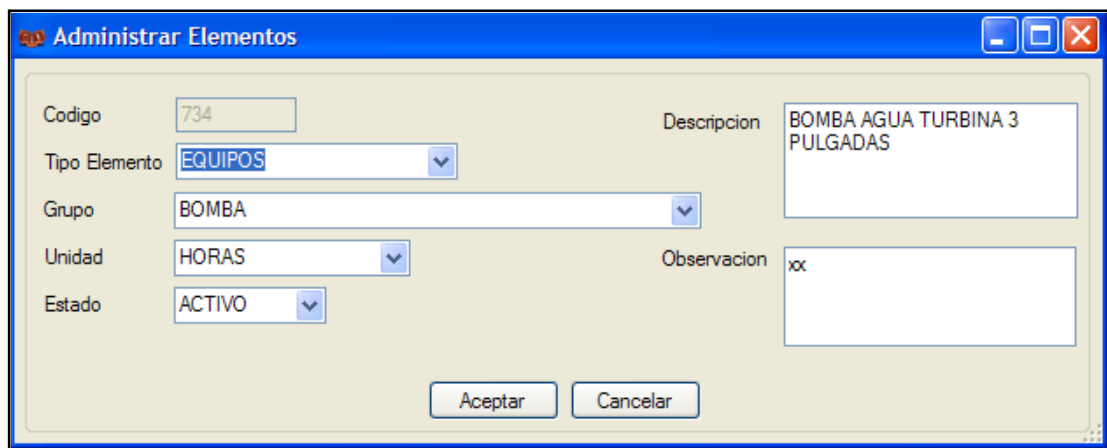 Administrar Elementos
Codigo 734
Tipo Elemento EQUIPOS
Grupo BOMBA
Unidad HORAS
Estado ACTIVO
Descripcion BOMBA AGUA TURBINA 3
PULGADAS
Observacion xx
Aceptar Cancelar